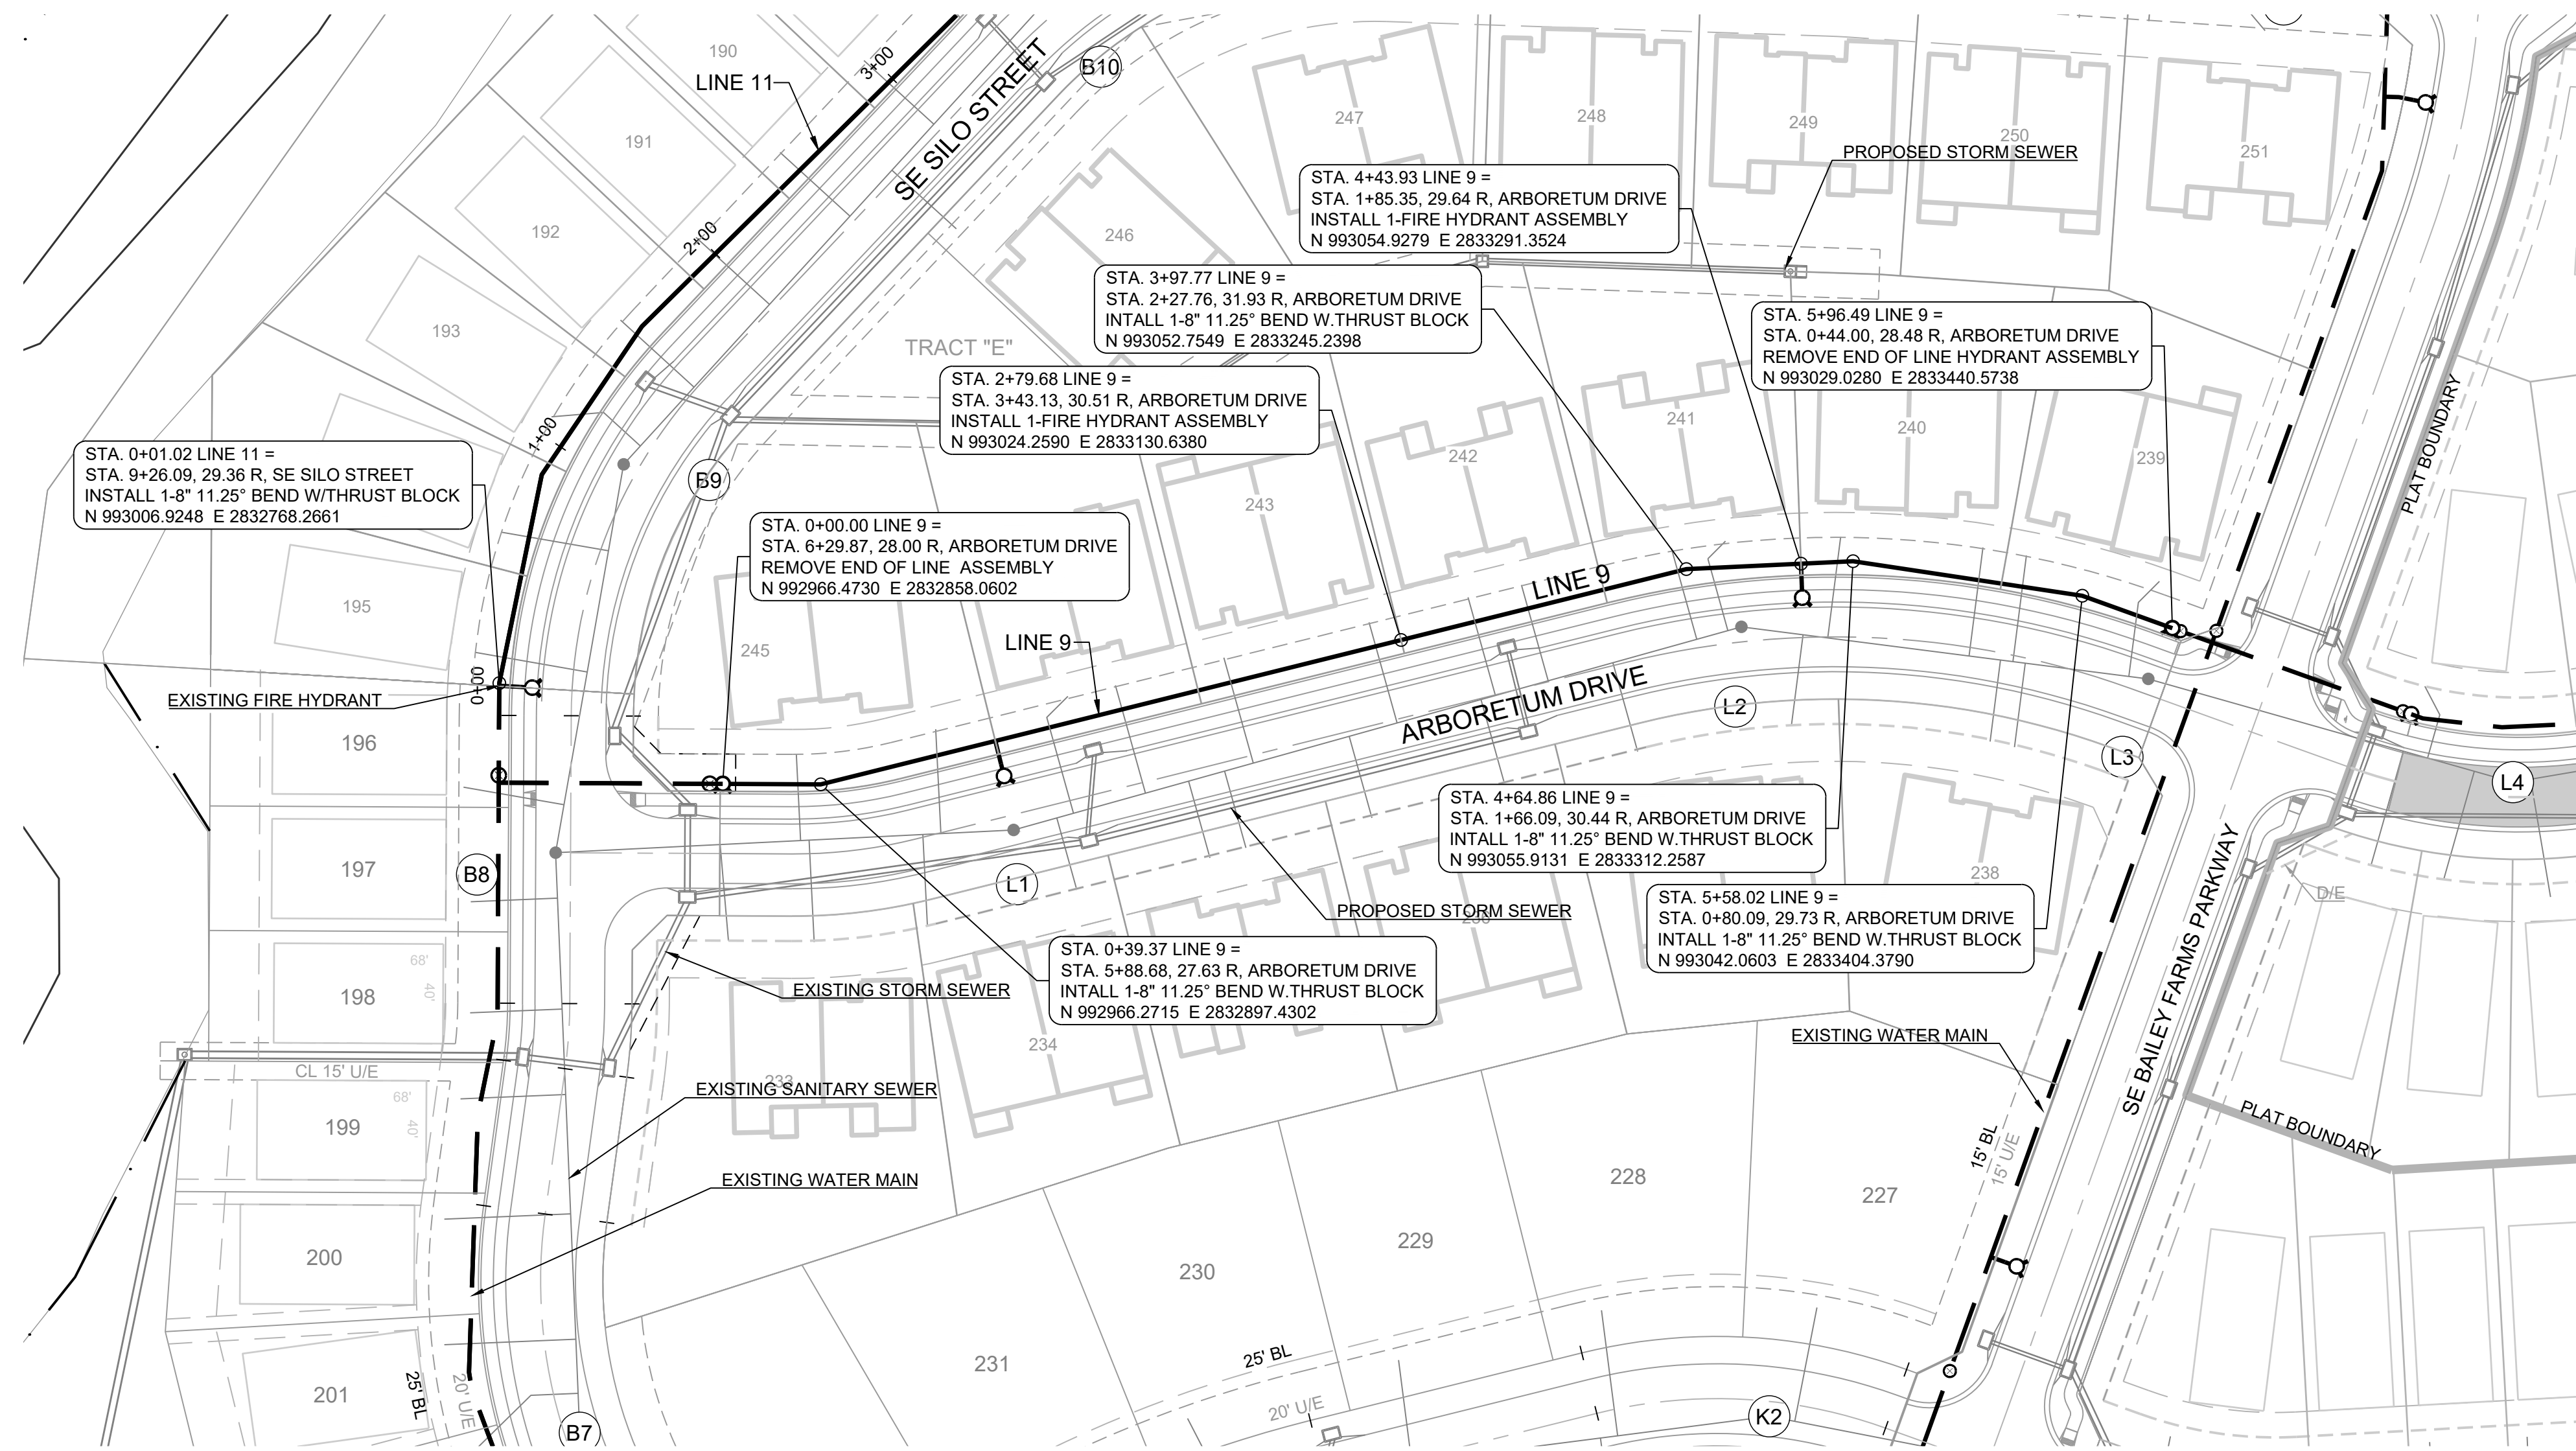 190
LINE 11
3+00
SE SILO STREET
B10
191
247
248
249
250
251
PROPOSED STORM SEWER
STA. 4+43.93 LINE 9 =
STA. 1+85.35, 29.64 R, ARBORETUM DRIVE
INSTALL 1-FIRE HYDRANT ASSEMBLY
N 993054.9279 E 2833291.3524
192
2+00
246
STA. 3+97.77 LINE 9 =
STA. 2+27.76, 31.93 R, ARBORETUM DRIVE
INTALL 1-8" 11.25° BEND W.THRUST BLOCK
N 993052.7549 E 2833245.2398
193
TRACT "E"
STA. 5+96.49 LINE 9 =
STA. 0+44.00, 28.48 R, ARBORETUM DRIVE
REMOVE END OF LINE HYDRANT ASSEMBLY
N 993029.0280 E 2833440.5738
STA. 2+79.68 LINE 9 =
STA. 3+43.13, 30.51 R, ARBORETUM DRIVE
INSTALL 1-FIRE HYDRANT ASSEMBLY
N 993024.2590 E 2833130.6380
PLAT BOUNDARY
1+00
241
240
239
242
STA. 0+01.02 LINE 11 =
STA. 9+26.09, 29.36 R, SE SILO STREET
INSTALL 1-8" 11.25° BEND W/THRUST BLOCK
N 993006.9248 E 2832768.2661
B9
243
STA. 0+00.00 LINE 9 =
STA. 6+29.87, 28.00 R, ARBORETUM DRIVE
REMOVE END OF LINE ASSEMBLY
N 992966.4730 E 2832858.0602
195
LINE 9
245
LINE 9
EXISTING FIRE HYDRANT
0+00
ARBORETUM DRIVE
L2
196
L3
L4
197
B8
L1
STA. 4+64.86 LINE 9 =
STA. 1+66.09, 30.44 R, ARBORETUM DRIVE
INTALL 1-8" 11.25° BEND W.THRUST BLOCK
N 993055.9131 E 2833312.2587
238
D/E
PROPOSED STORM SEWER
STA. 5+58.02 LINE 9 =
STA. 0+80.09, 29.73 R, ARBORETUM DRIVE
INTALL 1-8" 11.25° BEND W.THRUST BLOCK
N 993042.0603 E 2833404.3790
SE BAILEY FARMS PARKWAY
STA. 0+39.37 LINE 9 =
STA. 5+88.68, 27.63 R, ARBORETUM DRIVE
INTALL 1-8" 11.25° BEND W.THRUST BLOCK
N 992966.2715 E 2832897.4302
68'
40'
198
EXISTING STORM SEWER
234
EXISTING WATER MAIN
CL 15' U/E
233
EXISTING SANITARY SEWER
68'
40'
199
PLAT BOUNDARY
15' BL
15' U/E
EXISTING WATER MAIN
228
227
229
200
230
231
25' BL
201
25' BL
20' U/E
20' U/E
K2
B7